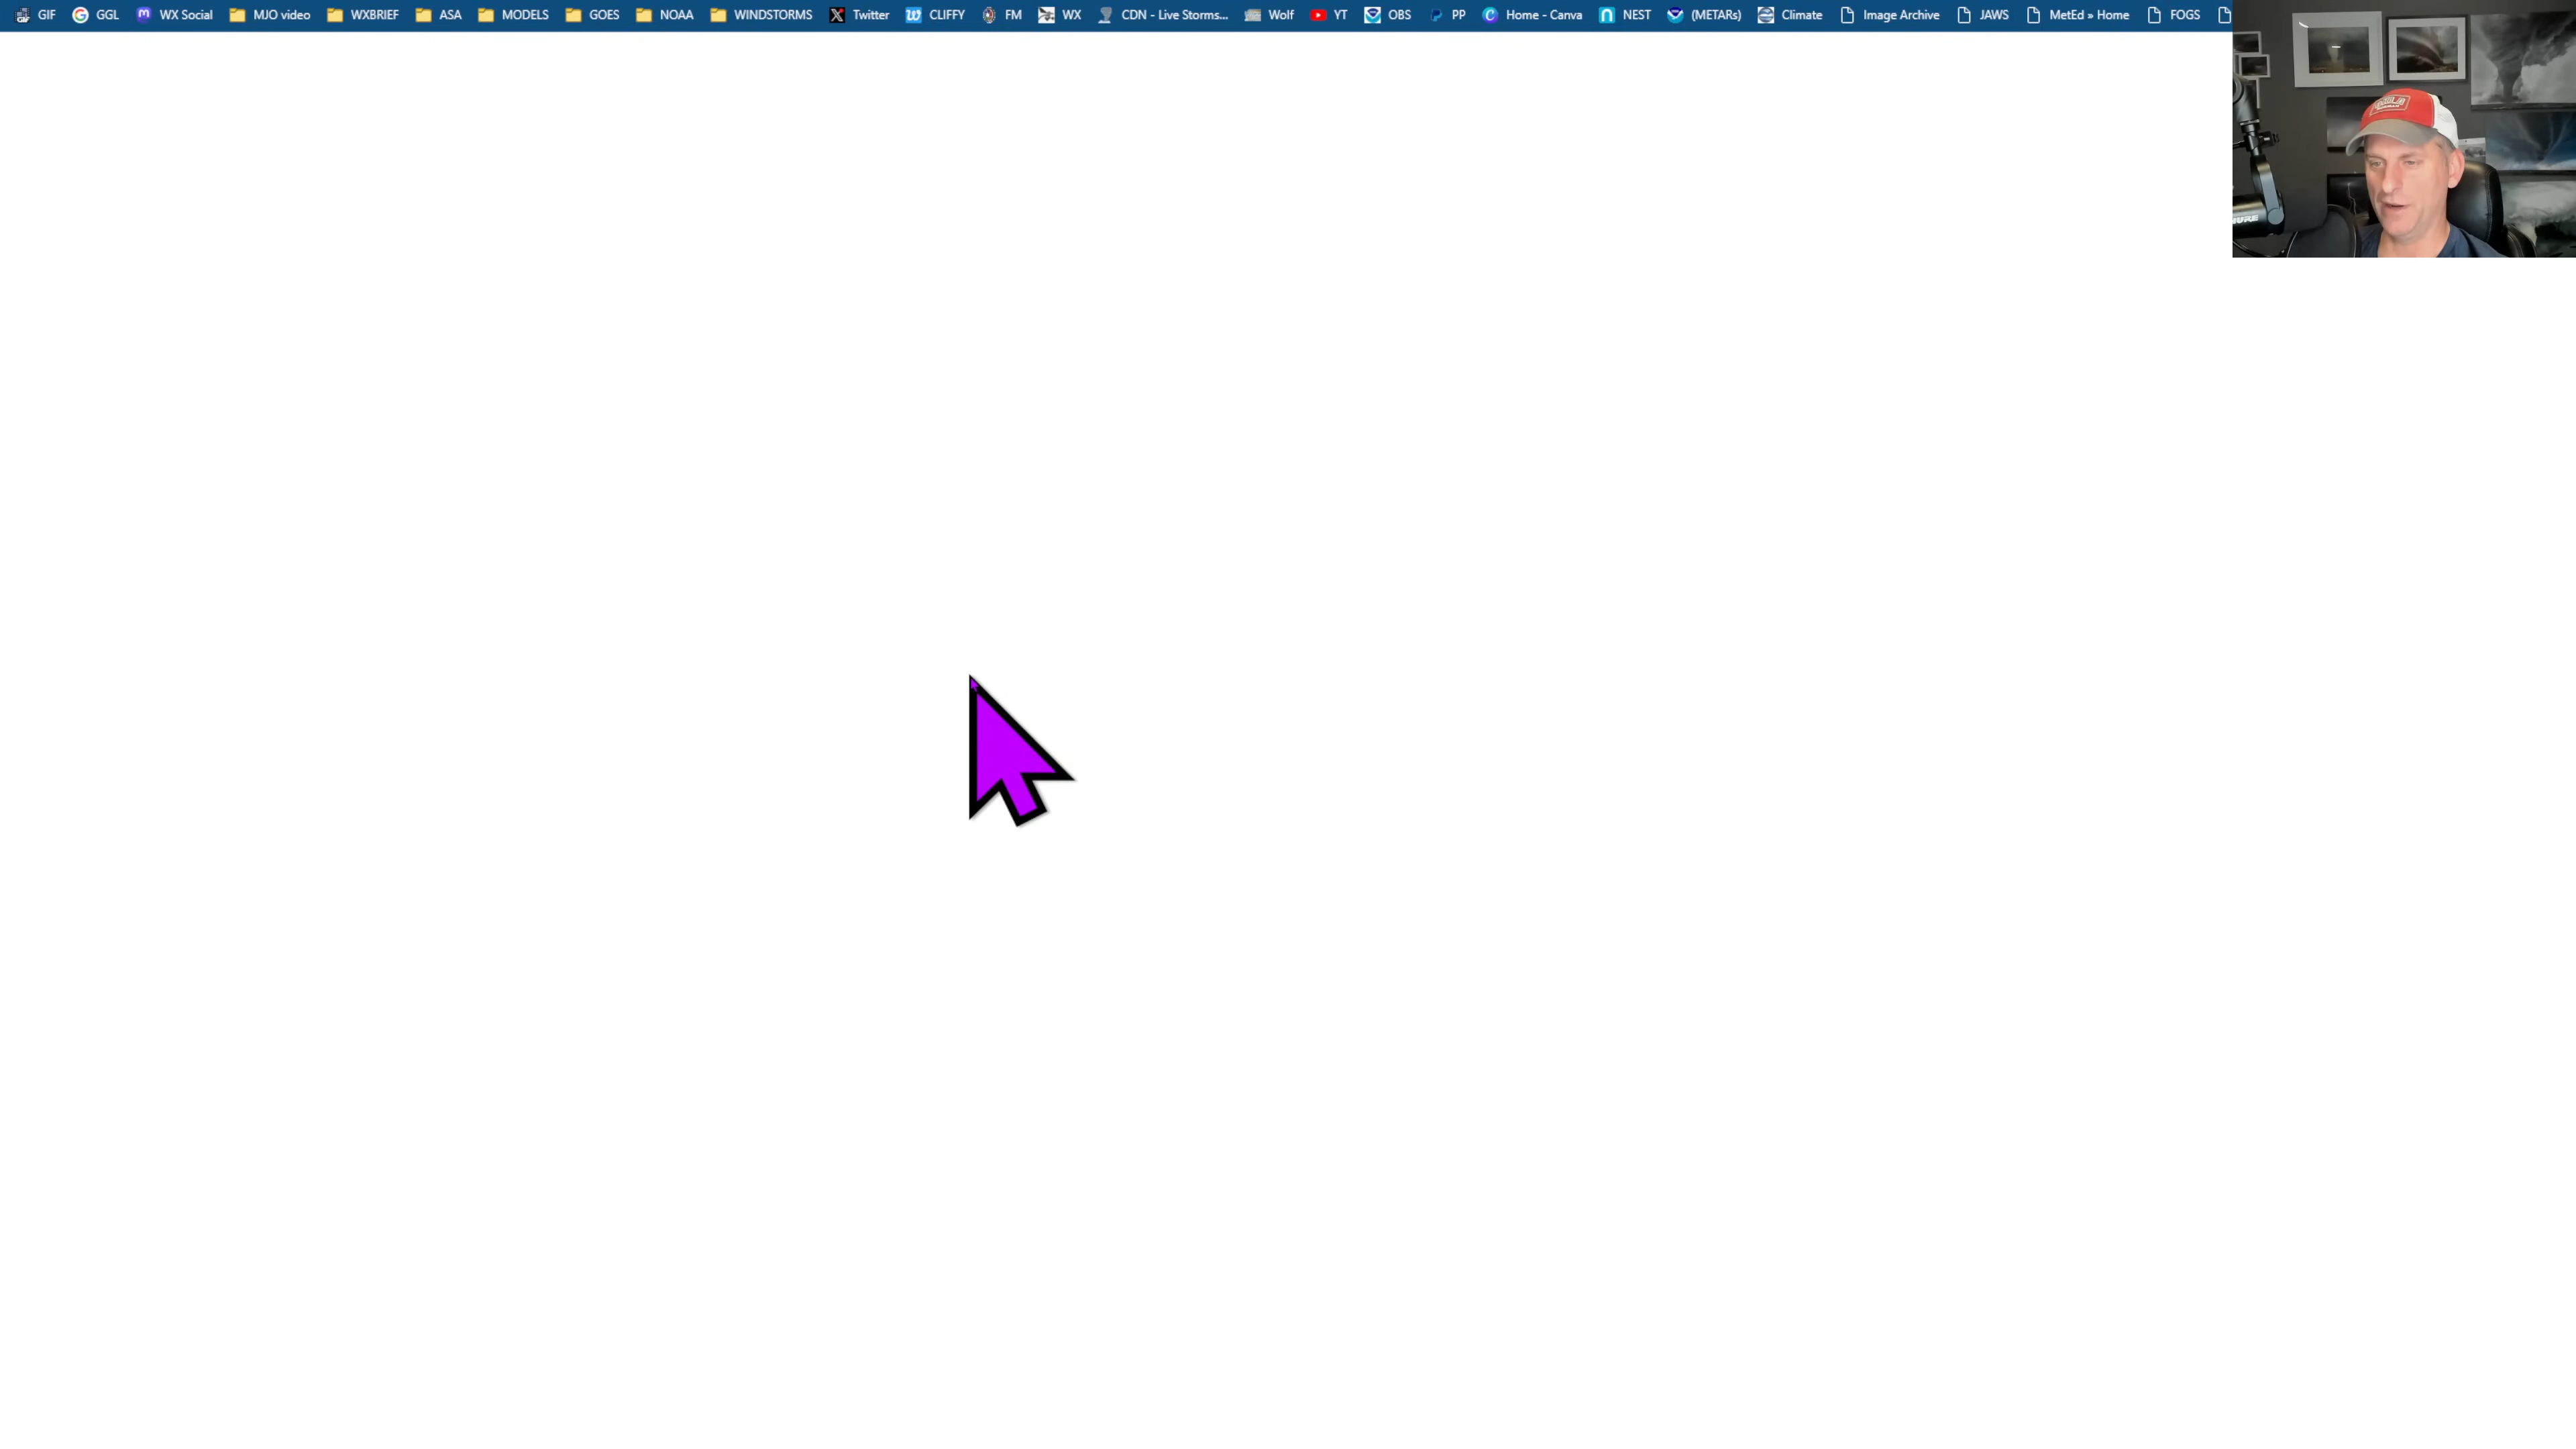 GIF GGL WX Social MJO video WXBRIEF ASA MODELS GOES NOAA WINDSTORMS Twitter CLIFFY FM WX CDN - Live Storms... Wolf YT OBS PP Home - Canva NEST (METARs) Climate Image Archive JAWS MetEd » Home FOGS